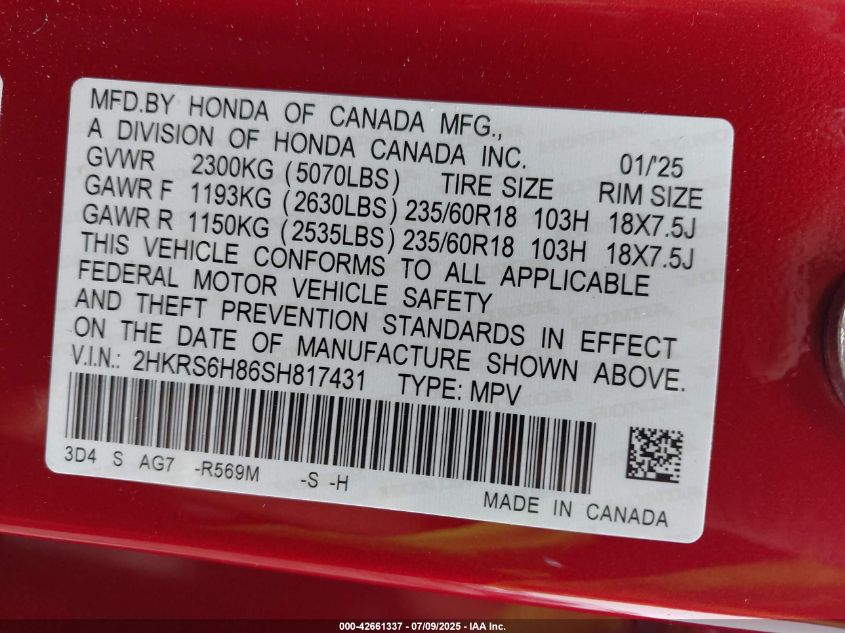 MFD.BY HONDA OF CANADA MFG.,
A DIVISION OF HONDA CANADA INC. 01/'25
GVWR 2300KG (5070LBS) TIRE SIZE RIM SIZE
GAWR F 1193KG (2630LBS) 235/60R18 103H 18X7.5J
GAWR R 1150KG (2535LBS) 235/60R18 103H 18X7.5J
THIS VEHICLE CONFORMS TO ALL APPLICABLE
FEDERAL MOTOR VEHICLE SAFETY
AND THEFT PREVENTION STANDARDS IN EFFECT
ON THE DATE OF MANUFACTURE SHOWN ABOVE.
V.I.N.: 2HKRS6H86SH817431 TYPE: MPV
3D4 S AG7 -R569M -S -H
MADE IN CANADA
000-42661337 | 07/09/2025 | IAA Inc.